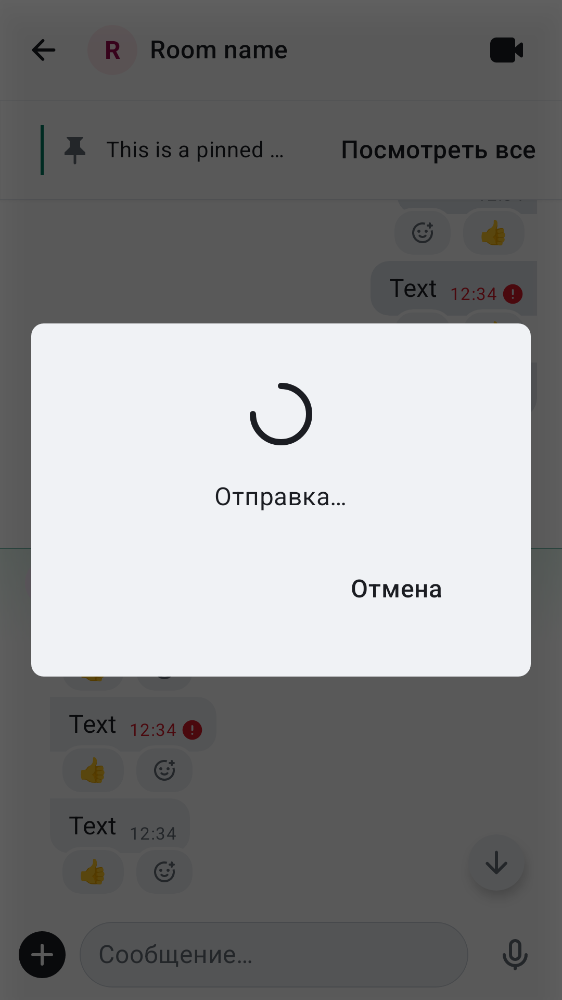 R Room name
This is a pinned … Посмотреть все
Text 12:34
Отправка…
Отмена
Text 12:34
Text 12:34
Сообщение…